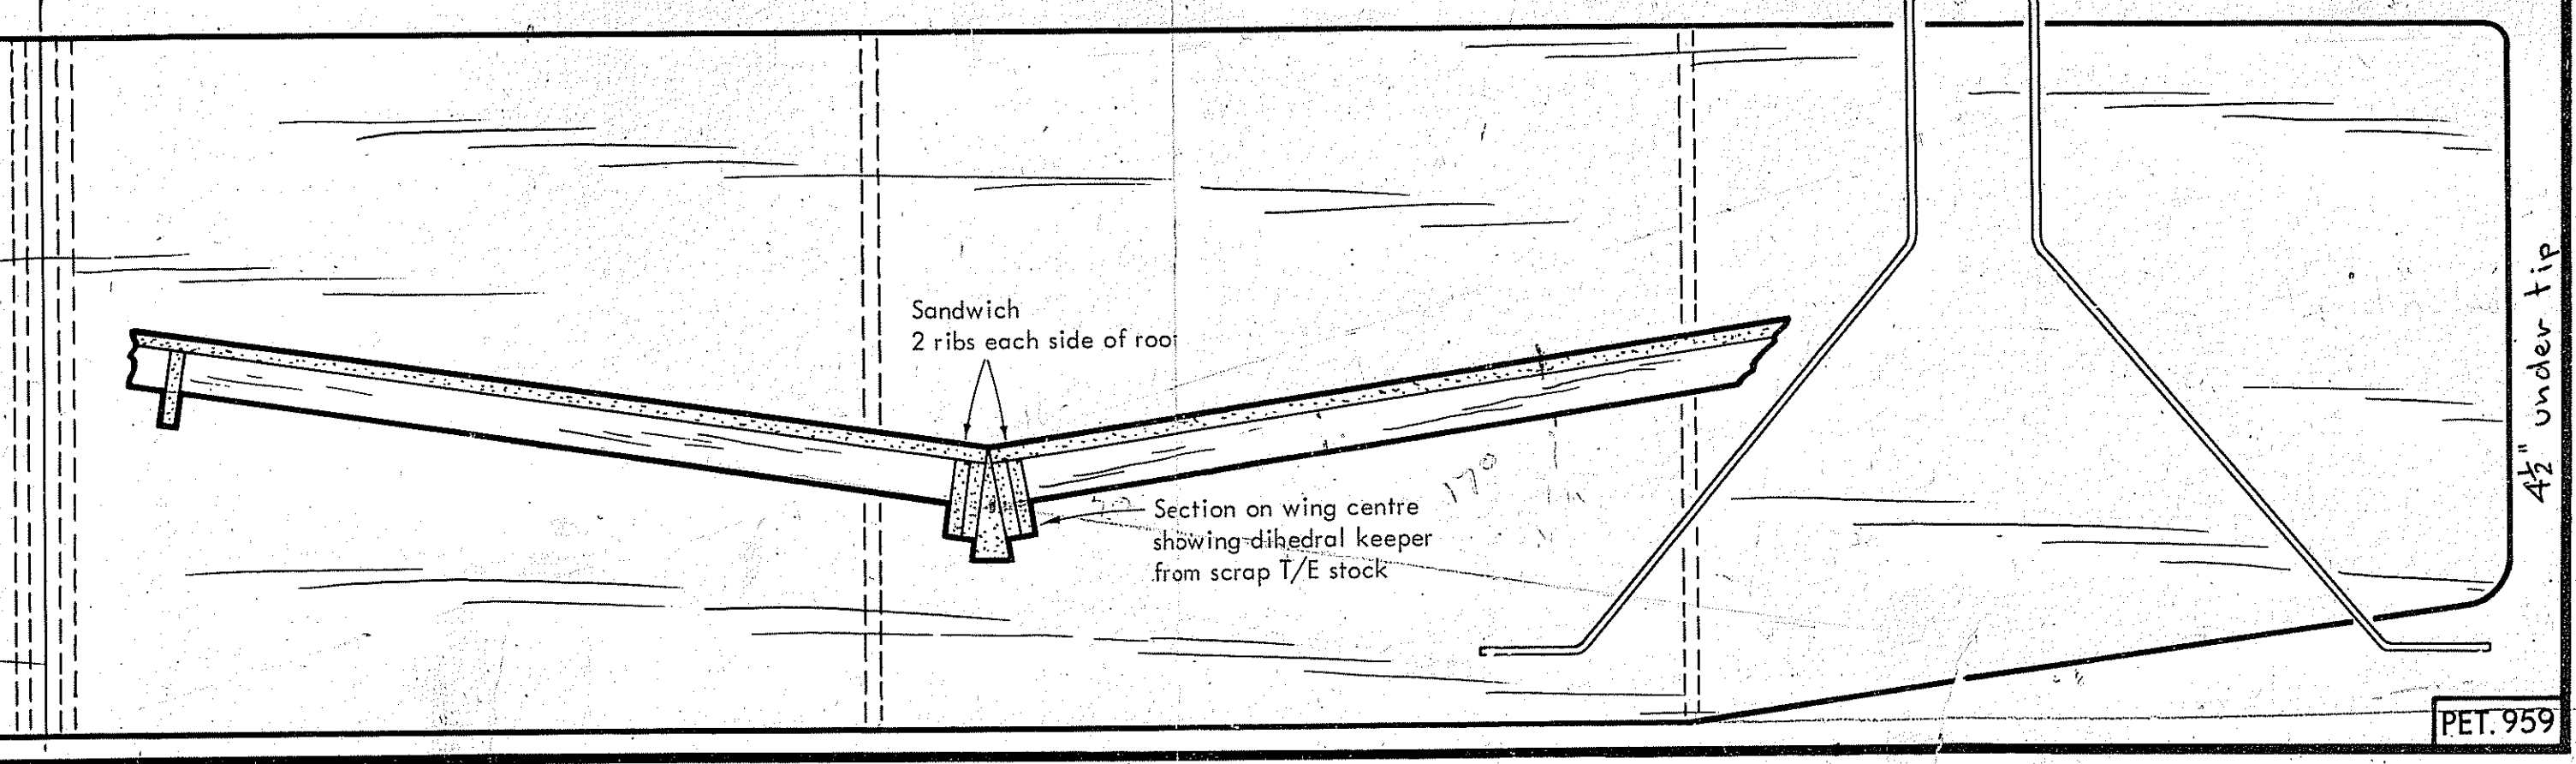 Sandwich
2 ribs each side of roo
Section on wing centre
showing dihedral keeper
from scrap T/E stock
17°
4½" under tip
PET. 959